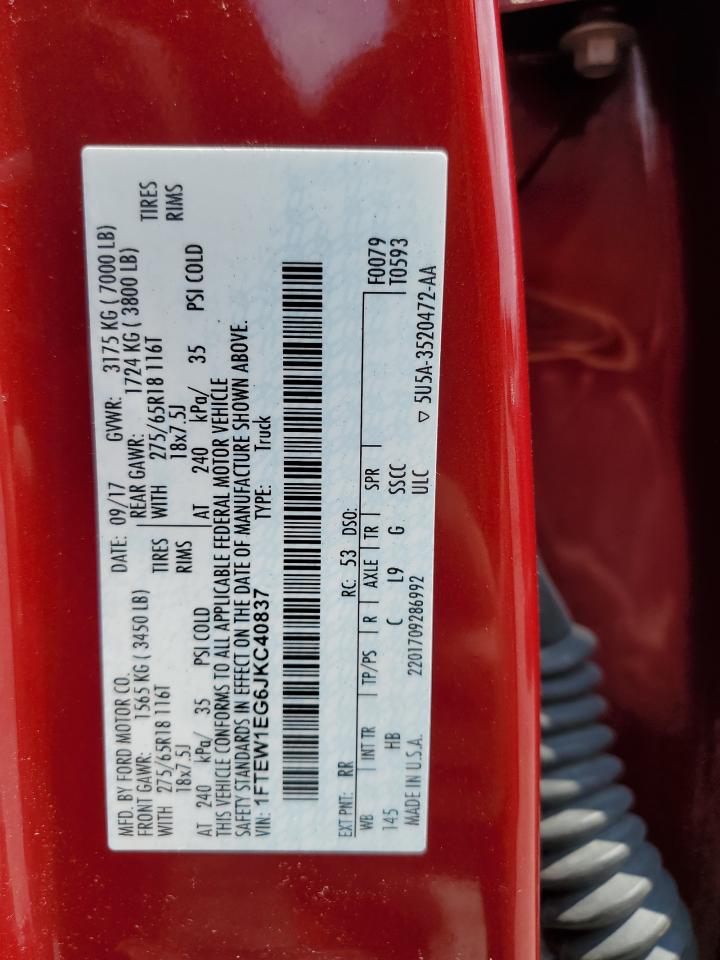 MFD. BY FORD MOTOR CO. DATE: 09/17 GVWR: 3175 KG ( 7000 LB)
FRONT GAWR: 1565 KG ( 3450 LB) REAR GAWR: 1724 KG ( 3800 LB)
WITH 275/65R18 116T TIRES WITH 275/65R18 116T TIRES
18x7.5J RIMS 18x7.5J RIMS
AT 240 kPa/ 35 PSI COLD AT 240 kPa/ 35 PSI COLD
THIS VEHICLE CONFORMS TO ALL APPLICABLE FEDERAL MOTOR VEHICLE
SAFETY STANDARDS IN EFFECT ON THE DATE OF MANUFACTURE SHOWN ABOVE.
VIN: 1FTEW1EG6JKC40837 TYPE: Truck
EXT PNT: RR RC: 53 DSO: F0079
WB INT TR TP/PS R AXLE TR SPR T0593
145 HB C L9 G SSCC
MADE IN U.S.A. 2201709286992 ULC ▽ 5U5A-3520472-AA